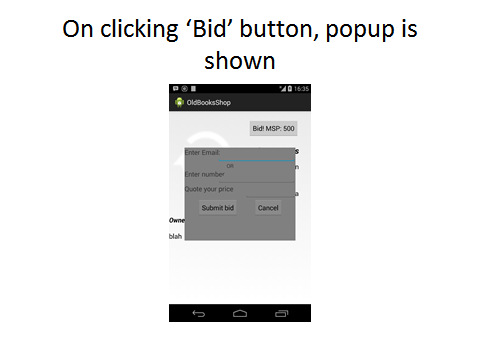 On clicking ‘Bid’ button, popup is
shown
16:35
OldBooksShop
Bid! MSP: 500
s
Enter Email
OR
n
Enter number
Quote your price
a
Submit bid
Cancel
Owne
blah